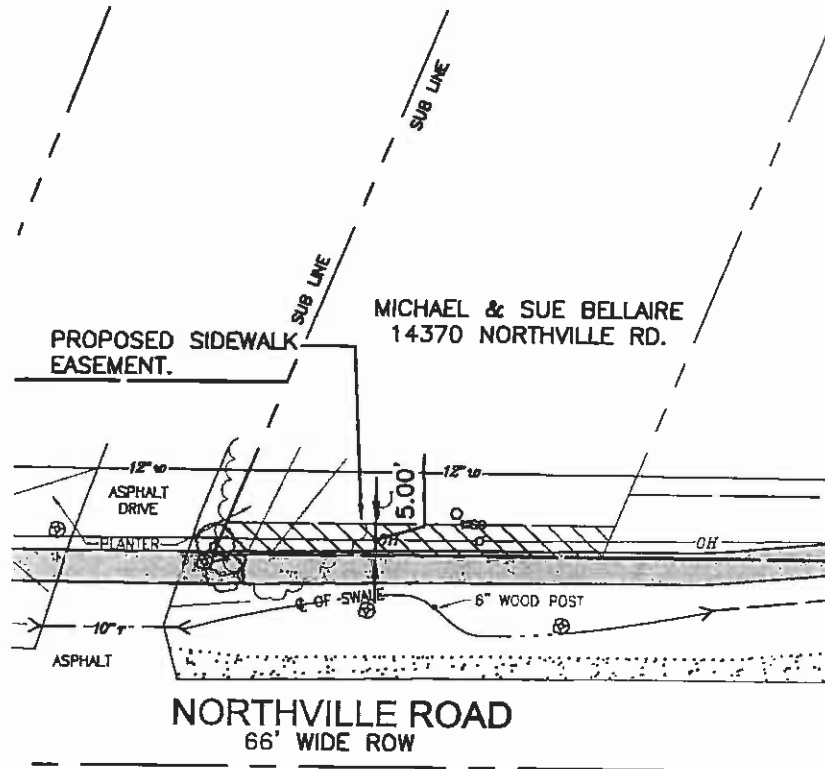 SUB LINE
SUB LINE
MICHAEL & SUE BELLAIRE
14370 NORTHVILLE RD.
PROPOSED SIDEWALK
EASEMENT.
12" w
12" w
ASPHALT
DRIVE
5.00'
PLANTER
OH
OH
℄ OF SWALE
6" WOOD POST
10" T
ASPHALT
NORTHVILLE ROAD
66' WIDE ROW